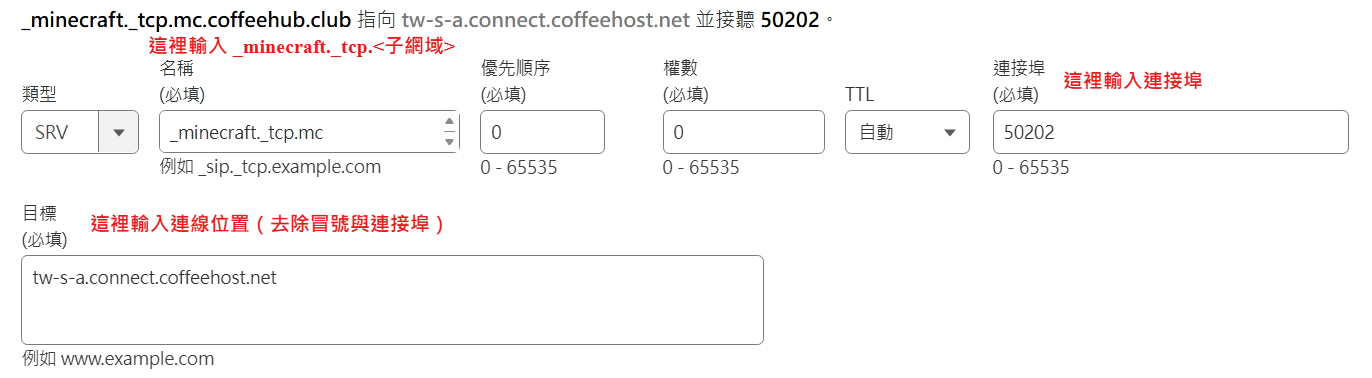 _minecraft._tcp.mc.coffeehub.club 指向 tw-s-a.connect.coffeehost.net 並接聽 50202。
這裡輸入 _minecraft._tcp.<子網域>
類型
名稱
(必填)
優先順序
(必填)
權數
(必填)
TTL
連接埠
(必填)
這裡輸入連接埠
SRV
_minecraft._tcp.mc
0
0
自動
50202
例如 _sip._tcp.example.com
0 - 65535
0 - 65535
0 - 65535
目標
(必填)
這裡輸入連線位置（去除冒號與連接埠）
tw-s-a.connect.coffeehost.net
例如 www.example.com